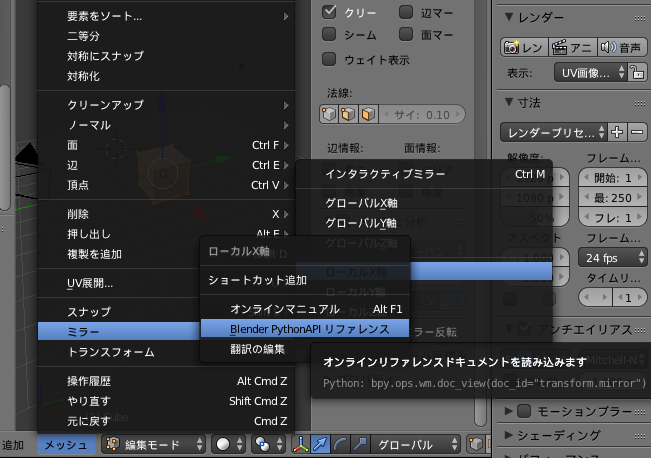 要素をソート...
二等分
対称にスナップ
対称化
クリーンアップ
ノーマル
面 Ctrl F
辺 Ctrl E
頂点 Ctrl V
削除 X
押し出し Alt E
複製を追加
UV展開...
スナップ
ミラー
トランスフォーム
操作履歴 Alt Cmd Z
やり直す Shift Cmd Z
元に戻す Cmd Z
インタラクティブミラー Ctrl M
グローバルX軸
グローバルY軸
グローバルZ軸
ローカルX軸
ローカルY軸
ローカルX軸
ショートカット追加
オンラインマニュアル Alt F1
Blender PythonAPI リファレンス
翻訳の編集
オンラインリファレンスドキュメントを読み込みます
Python: bpy.ops.wm.doc_view(doc_id="transform.mirror")
クリー 辺マー
シーム 面マー
ウェイト表示
法線:
サイ: 0.10
辺情報: 面情報:
ラー反転
レンダー
レン アニ 音声
表示: UV画像...
寸法
レンダープリセ...
解像度: フレーム...
開始: 1
1080 p 最: 250
50% フレ: 1
アスペクト フレーム...
24 fps
タイムリ...
1
アンチエイリアス
Mitchell-N
モーションブラー
シェーディング
パフォーマンス
追加 メッシュ 編集モード グローバル